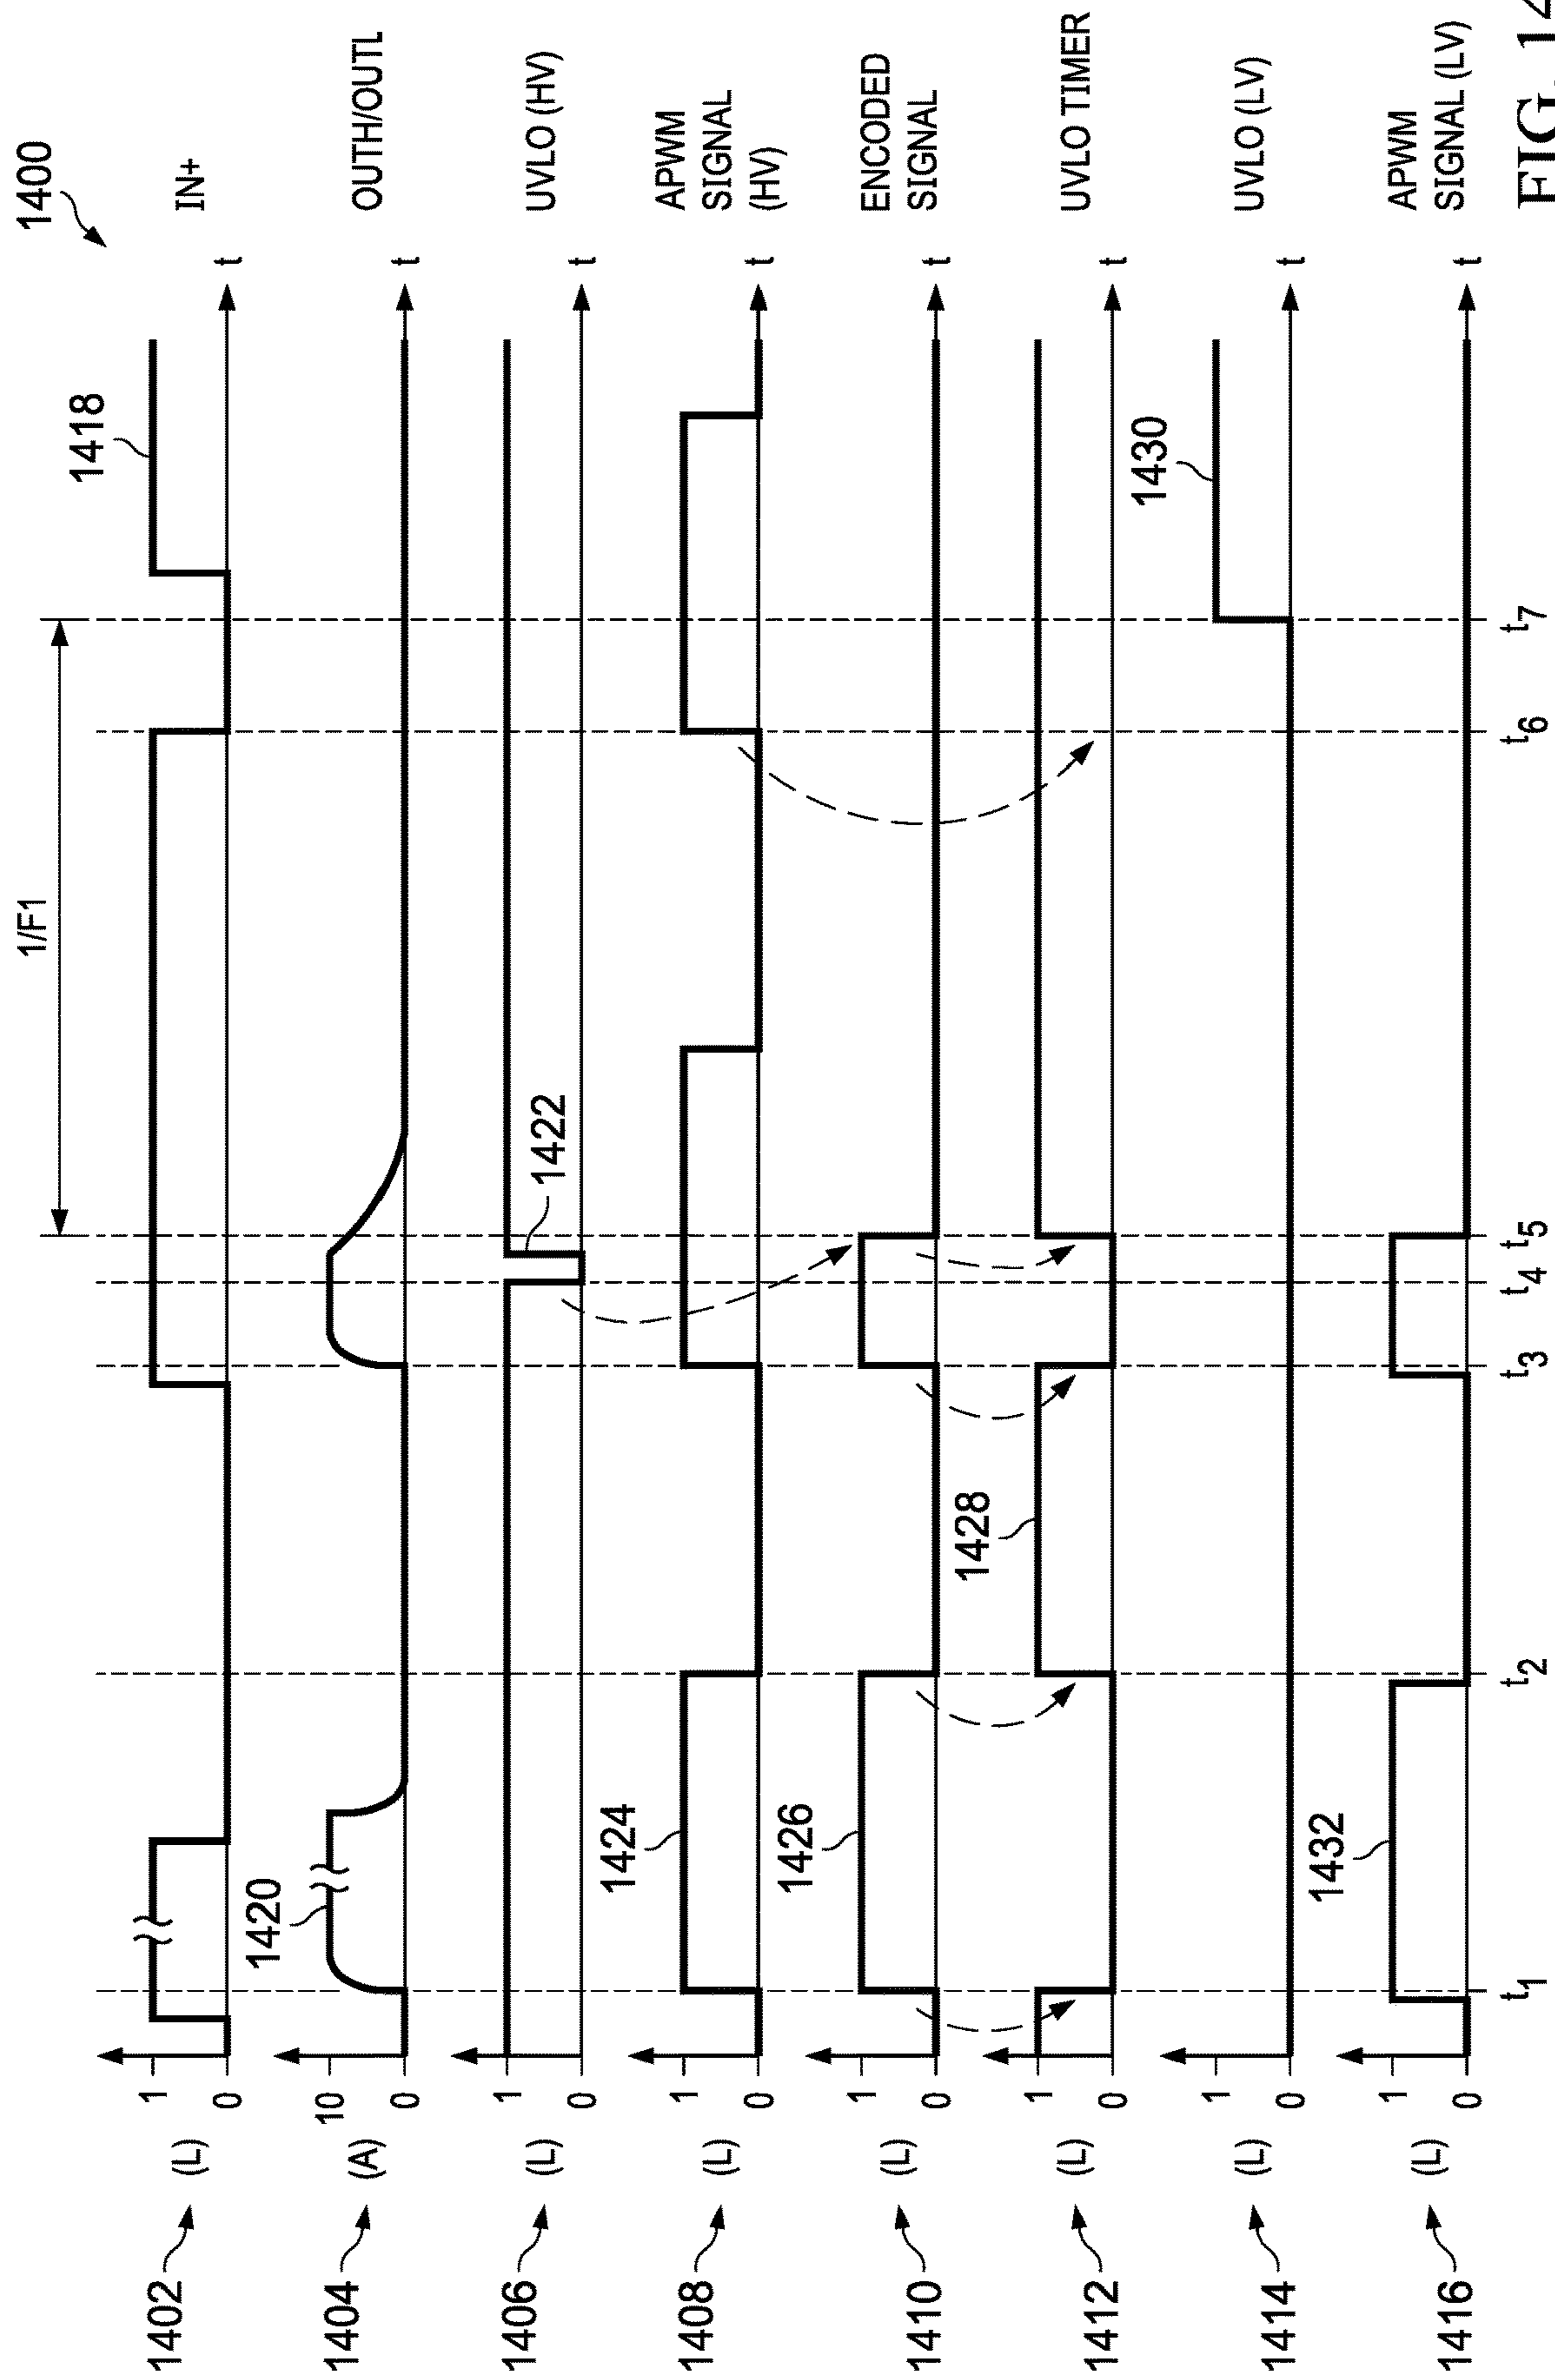 1400
1/F1
1402
(L)
1
0
1418
t
IN+
1404
(A)
10
0
1420
t
OUTH/OUTL
1406
(L)
1
0
1422
t
UVLO (HV)
1408
(L)
1
0
1424
t
APWM
SIGNAL
(HV)
1410
(L)
1
0
1426
t
ENCODED
SIGNAL
1412
(L)
1
0
1428
t
UVLO TIMER
1414
(L)
1
0
1430
t
UVLO (LV)
1416
(L)
1
0
1432
t
APWM
SIGNAL (LV)
t1 t2 t3 t4 t5 t6 t7
FIG. 14